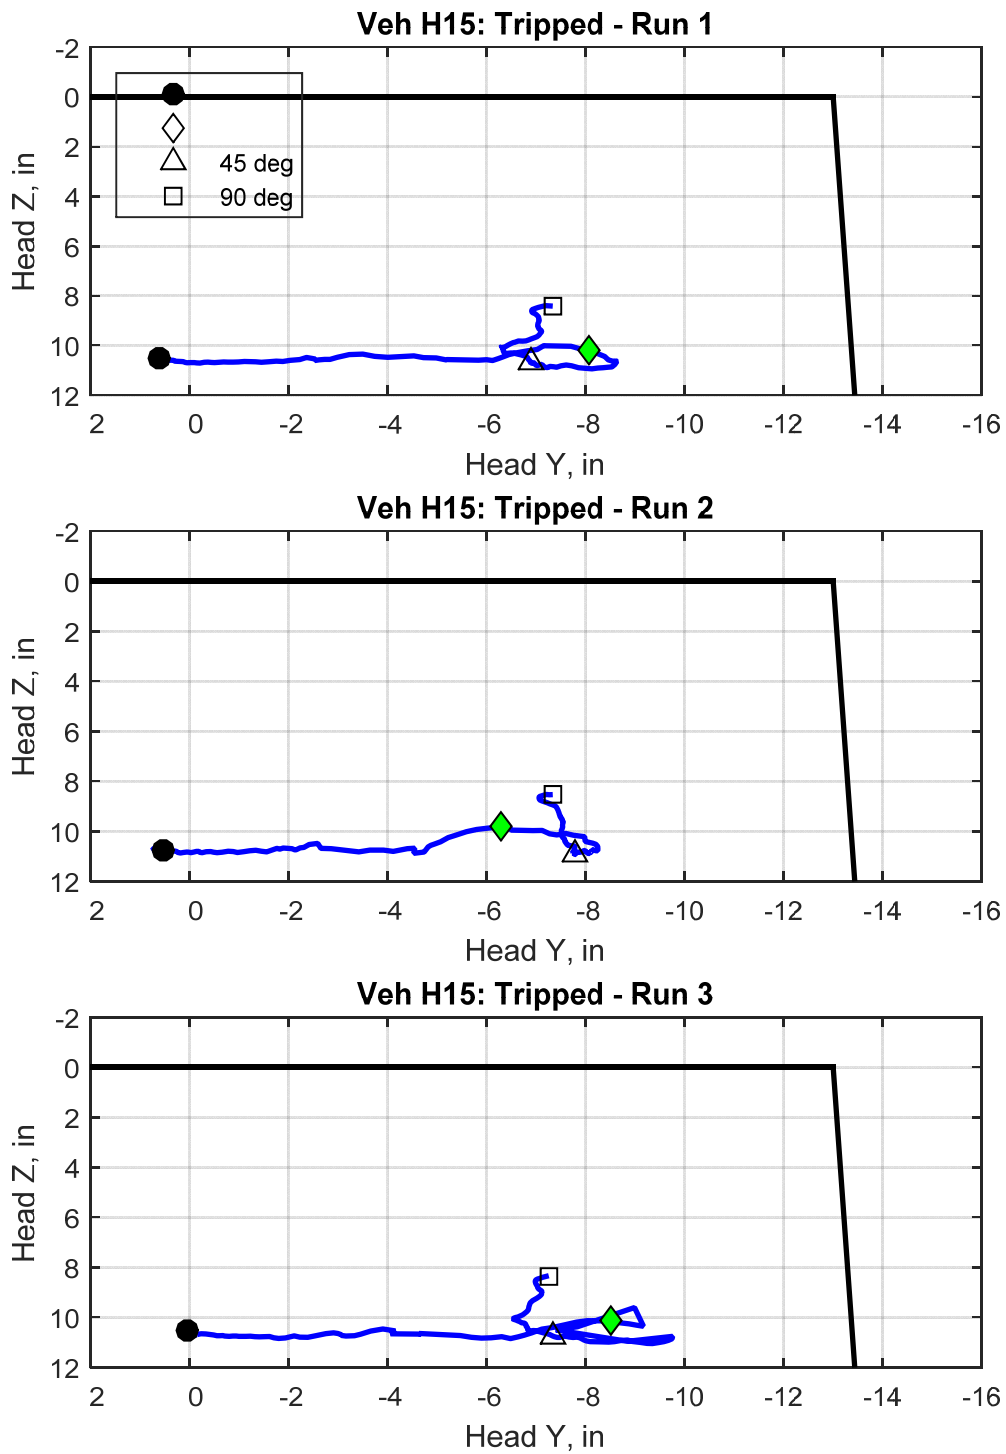 Veh H15: Tripped - Run 1
-2
0
2
4
6
8
10
12
Head Z, in
45 deg
90 deg
2 0 -2 -4 -6 -8 -10 -12 -14 -16
Head Y, in
Veh H15: Tripped - Run 2
-2
0
2
4
6
8
10
12
Head Z, in
2 0 -2 -4 -6 -8 -10 -12 -14 -16
Head Y, in
Veh H15: Tripped - Run 3
-2
0
2
4
6
8
10
12
Head Z, in
2 0 -2 -4 -6 -8 -10 -12 -14 -16
Head Y, in